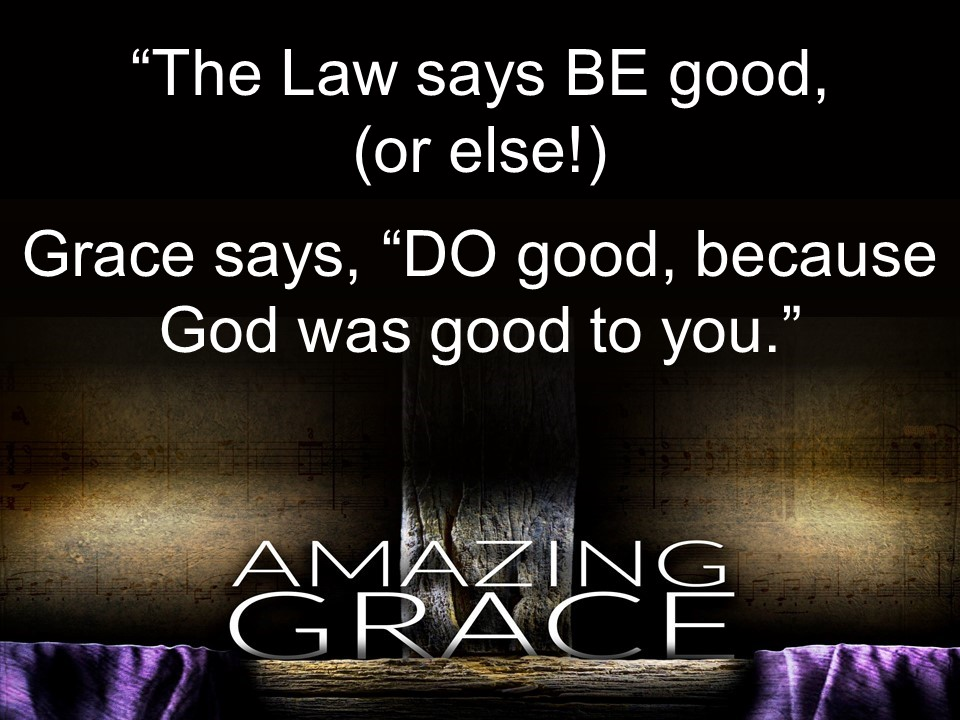 “The Law says BE good,
(or else!)
Grace says, “DO good, because
God was good to you.”
AMAZING
GRACE